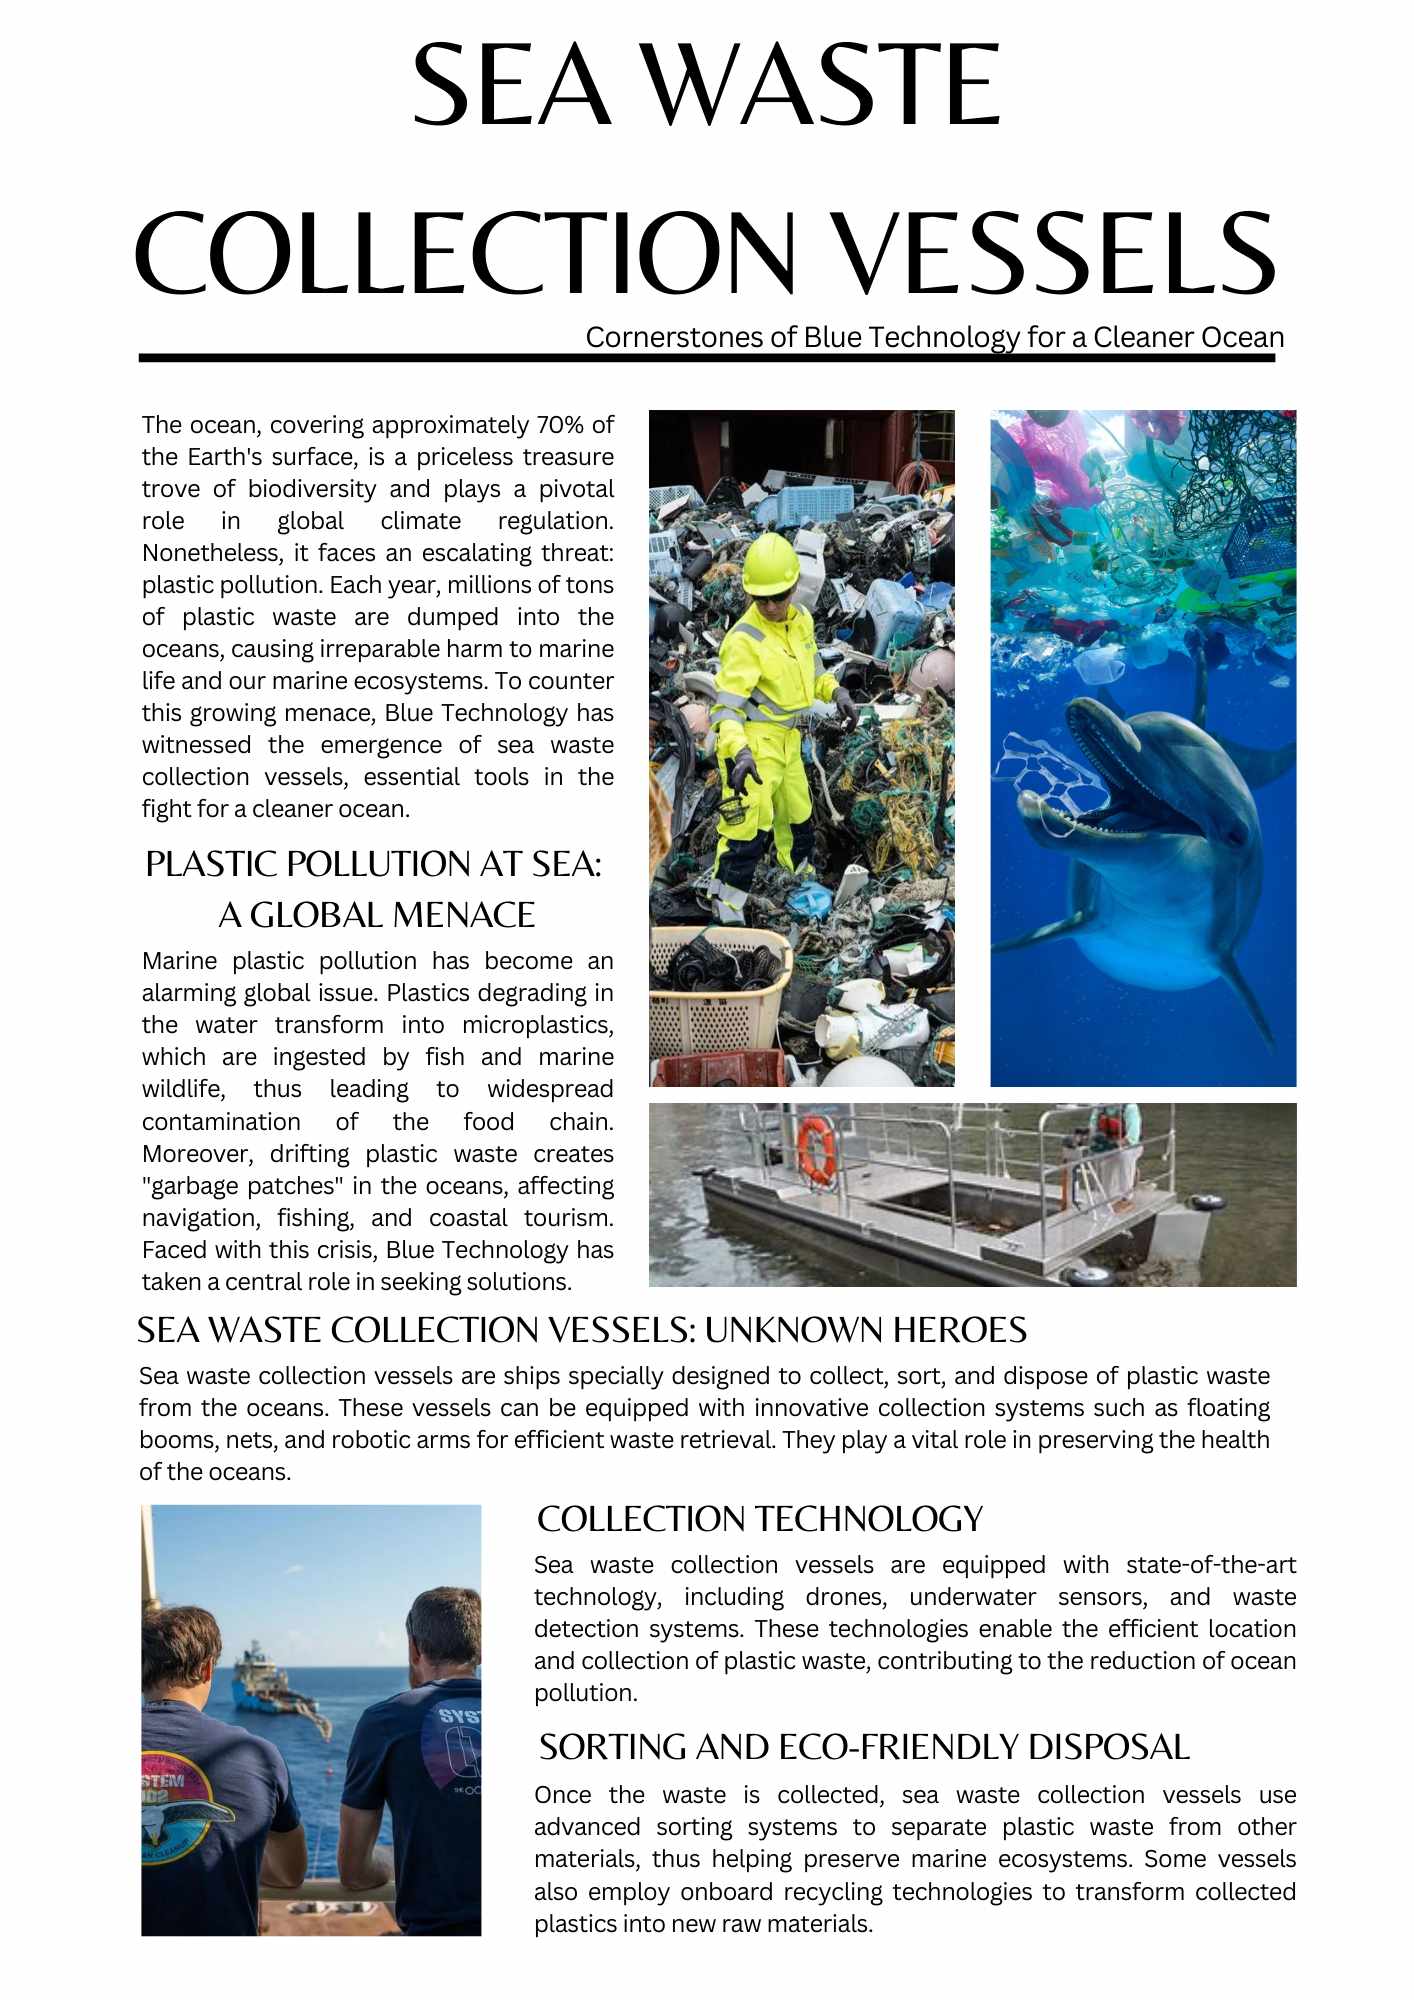 SEA WASTE
COLLECTION VESSELS
Cornerstones of Blue Technology for a Cleaner Ocean
The ocean, covering approximately 70% of
the Earth's surface, is a priceless treasure
trove of biodiversity and plays a pivotal
role in global climate regulation.
Nonetheless, it faces an escalating threat:
plastic pollution. Each year, millions of tons
of plastic waste are dumped into the
oceans, causing irreparable harm to marine
life and our marine ecosystems. To counter
this growing menace, Blue Technology has
witnessed the emergence of sea waste
collection vessels, essential tools in the
fight for a cleaner ocean.
PLASTIC POLLUTION AT SEA:
A GLOBAL MENACE
Marine plastic pollution has become an
alarming global issue. Plastics degrading in
the water transform into microplastics,
which are ingested by fish and marine
wildlife, thus leading to widespread
contamination of the food chain.
Moreover, drifting plastic waste creates
"garbage patches" in the oceans, affecting
navigation, fishing, and coastal tourism.
Faced with this crisis, Blue Technology has
taken a central role in seeking solutions.
SEA WASTE COLLECTION VESSELS: UNKNOWN HEROES
Sea waste collection vessels are ships specially designed to collect, sort, and dispose of plastic waste
from the oceans. These vessels can be equipped with innovative collection systems such as floating
booms, nets, and robotic arms for efficient waste retrieval. They play a vital role in preserving the health
of the oceans.
COLLECTION TECHNOLOGY
Sea waste collection vessels are equipped with state-of-the-art
technology, including drones, underwater sensors, and waste
detection systems. These technologies enable the efficient location
and collection of plastic waste, contributing to the reduction of ocean
pollution.
SORTING AND ECO-FRIENDLY DISPOSAL
Once the waste is collected, sea waste collection vessels use
advanced sorting systems to separate plastic waste from other
materials, thus helping preserve marine ecosystems. Some vessels
also employ onboard recycling technologies to transform collected
plastics into new raw materials.
STEM
002
AN CLEANUP
SYST
THE OC